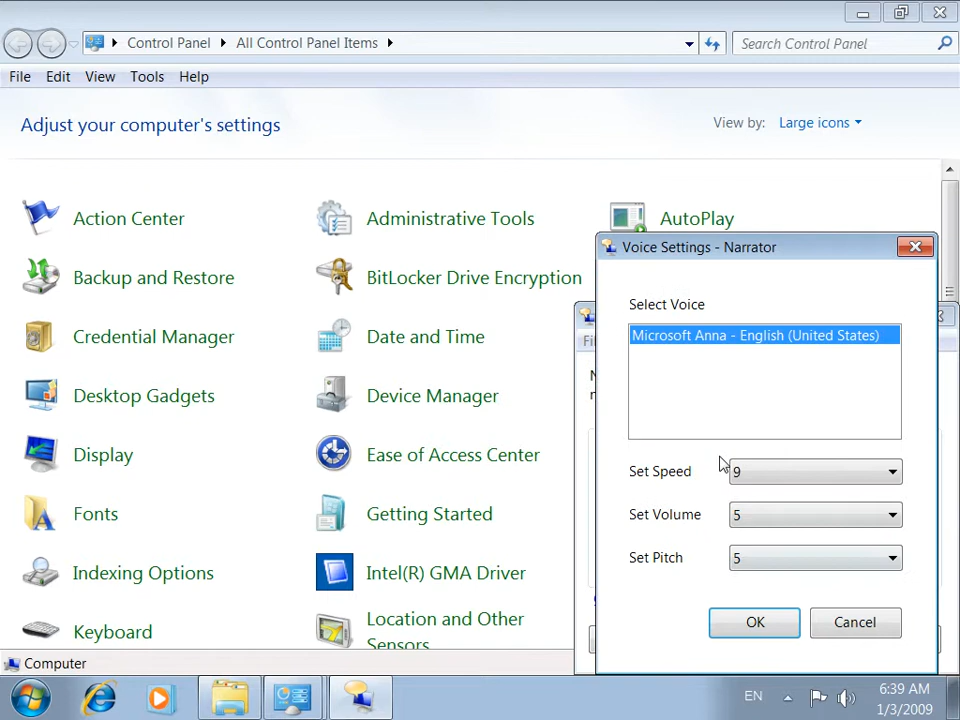 Control Panel
All Control Panel Items
Search Control Panel
File Edit View Tools Help
Adjust your computer's settings
View by: Large icons
Action Center
Administrative Tools
AutoPlay
Backup and Restore
BitLocker Drive Encryption
Credential Manager
Date and Time
Desktop Gadgets
Device Manager
Display
Ease of Access Center
Fonts
Getting Started
Indexing Options
Intel(R) GMA Driver
Keyboard
Location and Other
Sensors
Voice Settings - Narrator
Select Voice
Microsoft Anna - English (United States)
Set Speed 9
Set Volume 5
Set Pitch 5
OK Cancel
Computer
EN
6:39 AM
1/3/2009